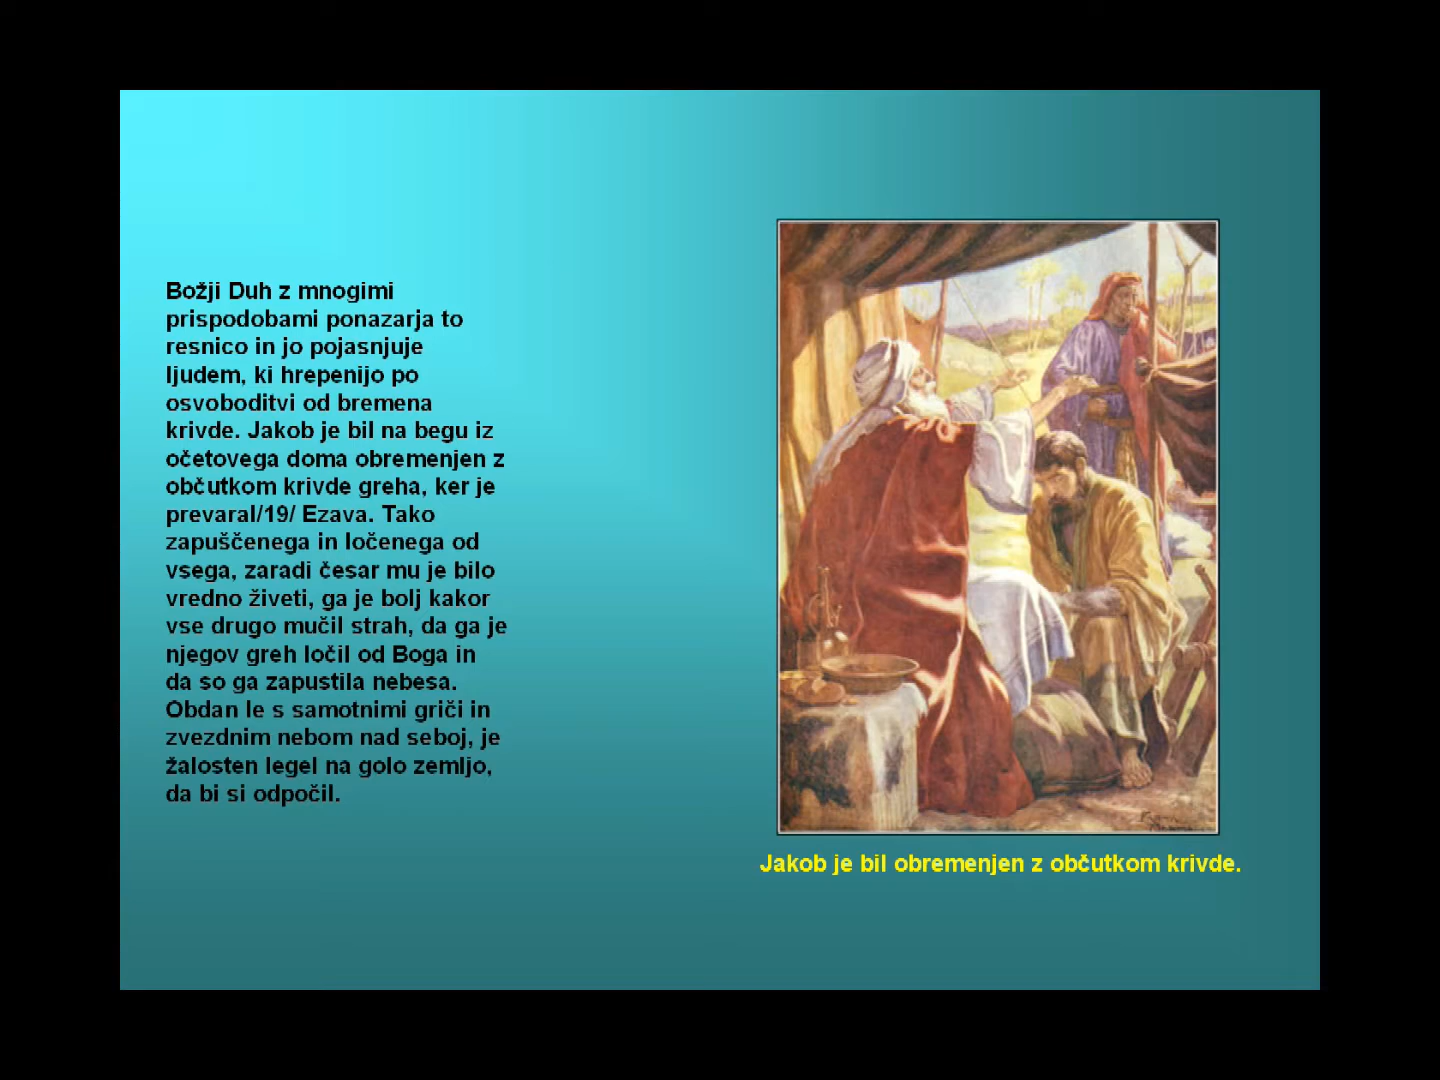 Božji Duh z mnogimi
prispodobami ponazarja to
resnico in jo pojasnjuje
ljudem, ki hrepenijo po
osvoboditvi od bremena
krivde. Jakob je bil na begu iz
očetovega doma obremenjen z
občutkom krivde greha, ker je
prevaral/19/ Ezava. Tako
zapuščenega in ločenega od
vsega, zaradi česar mu je bilo
vredno živeti, ga je bolj kakor
vse drugo mučil strah, da ga je
njegov greh ločil od Boga in
da so ga zapustila nebesa.
Obdan le s samotnimi griči in
zvezdnim nebom nad seboj, je
žalosten legel na golo zemljo,
da bi si odpočil.
Jakob je bil obremenjen z občutkom krivde.